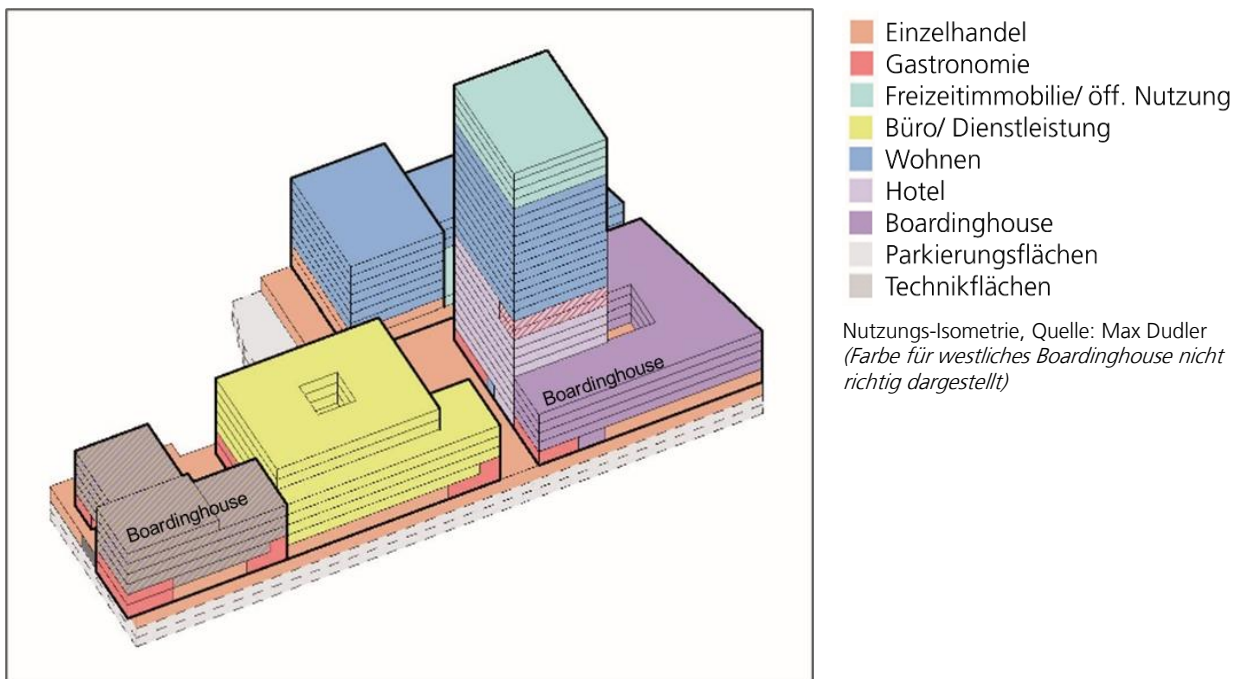 Einzelhandel
Gastronomie
Freizeitimmobilie/ öff. Nutzung
Büro/ Dienstleistung
Wohnen
Hotel
Boardinghouse
Parkierungsflächen
Technikflächen
Nutzungs-Isometrie, Quelle: Max Dudler
(Farbe für westliches Boardinghouse nicht
richtig dargestellt)
Boardinghouse
Boardinghouse